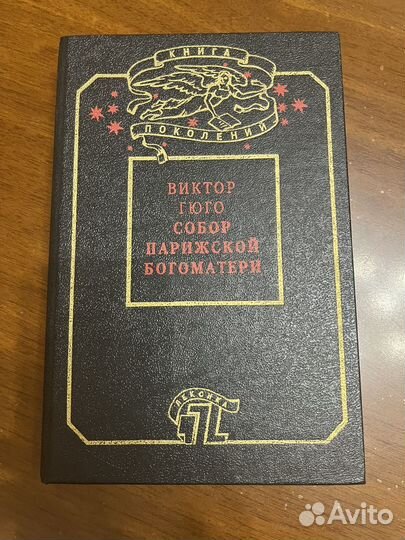 КНИГА
ПОКОЛЕНИЙ
ВИКТОР
ГЮГО
СОБОР
ПАРИЖСКОЙ
БОГОМАТЕРИ
ЛЕКСИКА
Avito